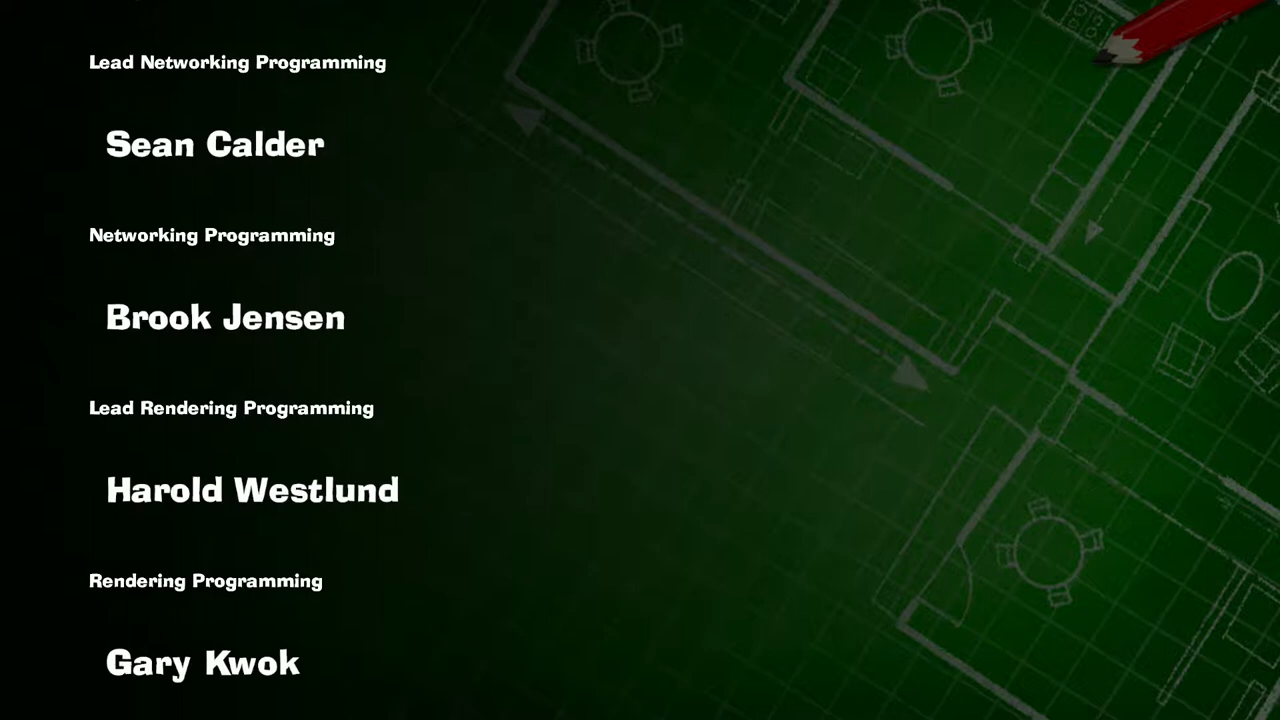 Lead Networking Programming
Sean Calder
Networking Programming
Brook Jensen
Lead Rendering Programming
Harold Westlund
Rendering Programming
Gary Kwok